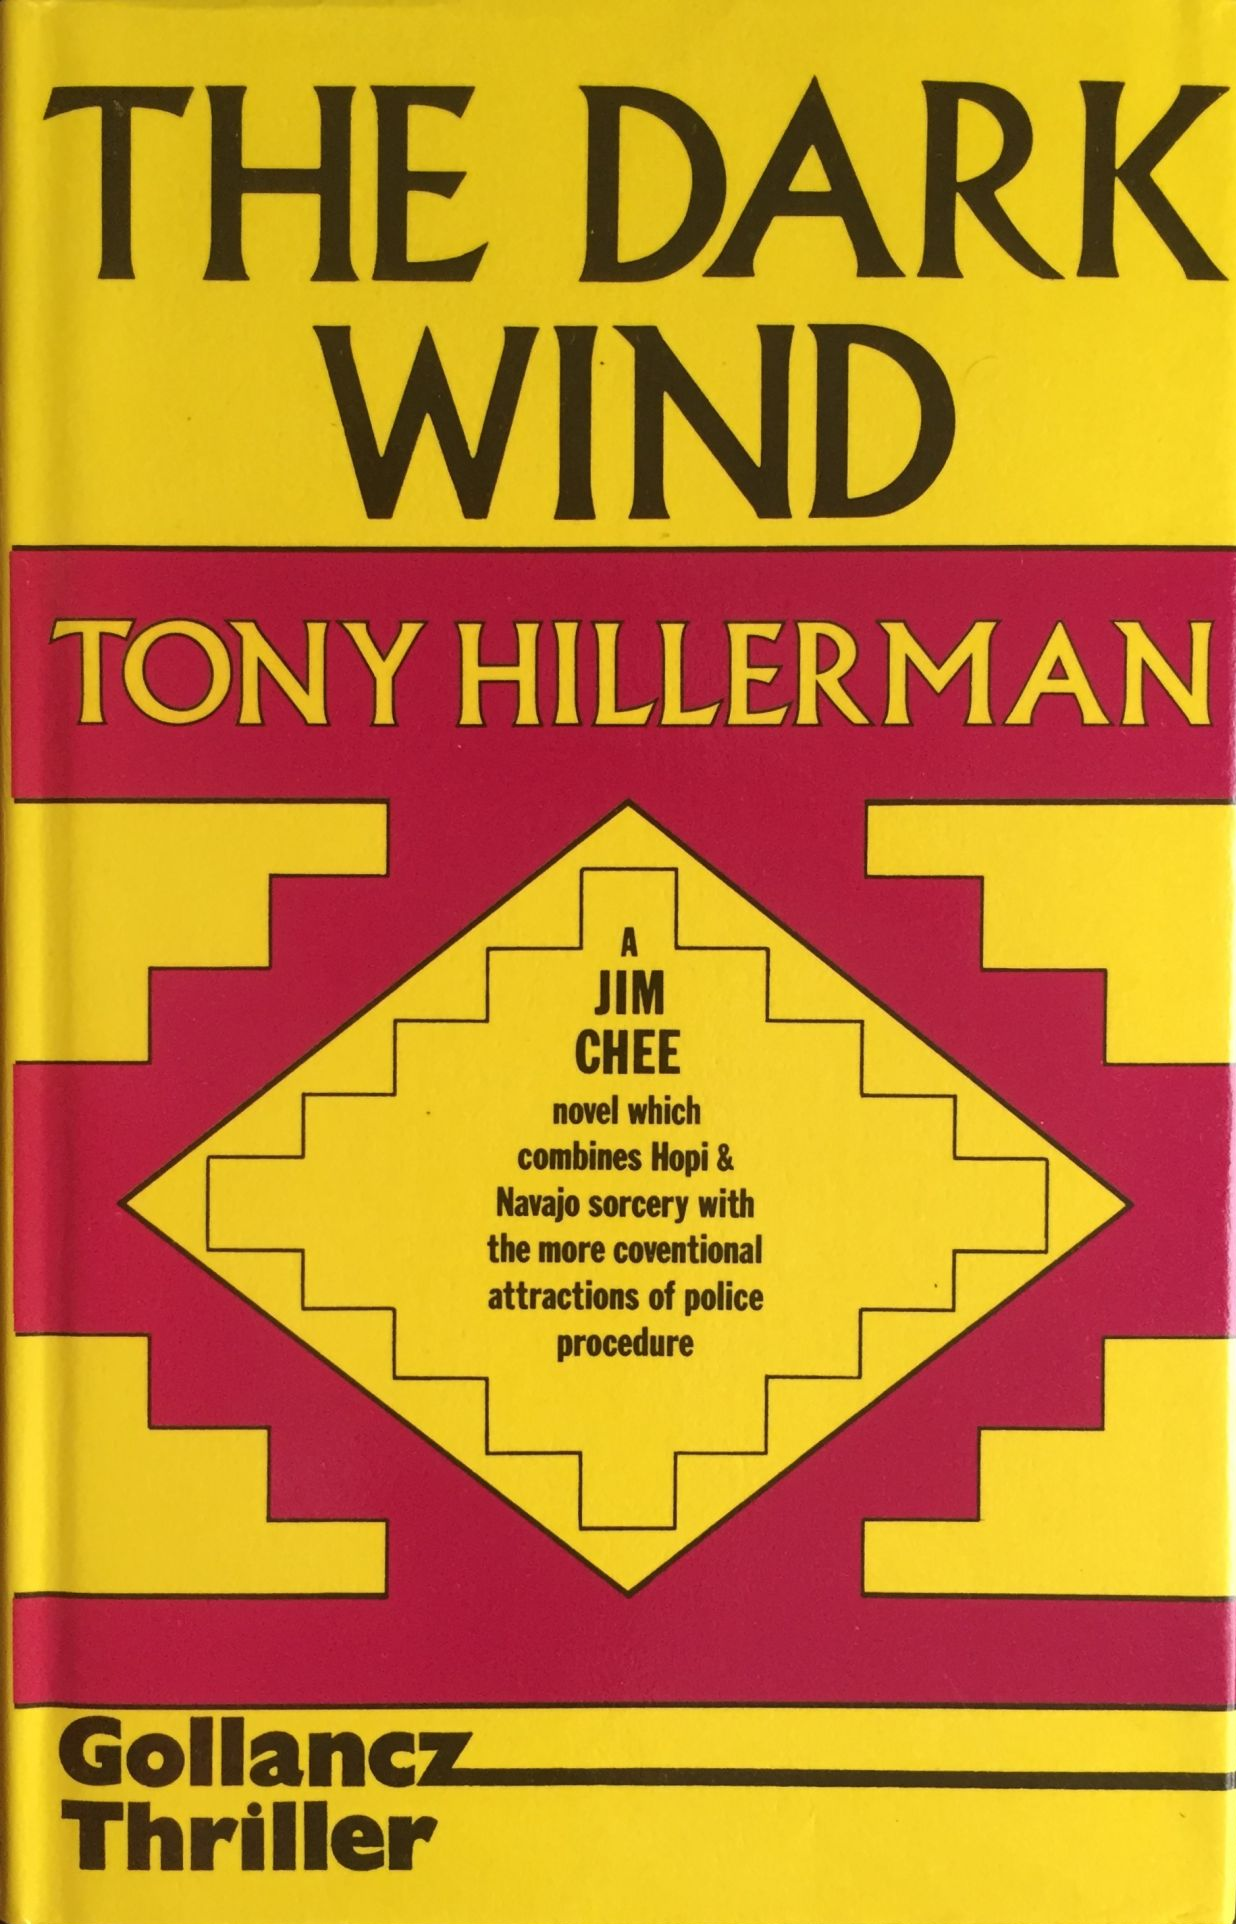 THE DARK
WIND
TONY HILLERMAN
A
JIM
CHEE
novel which
combines Hopi &
Navajo sorcery with
the more coventional
attractions of police
procedure
Gollancz
Thriller